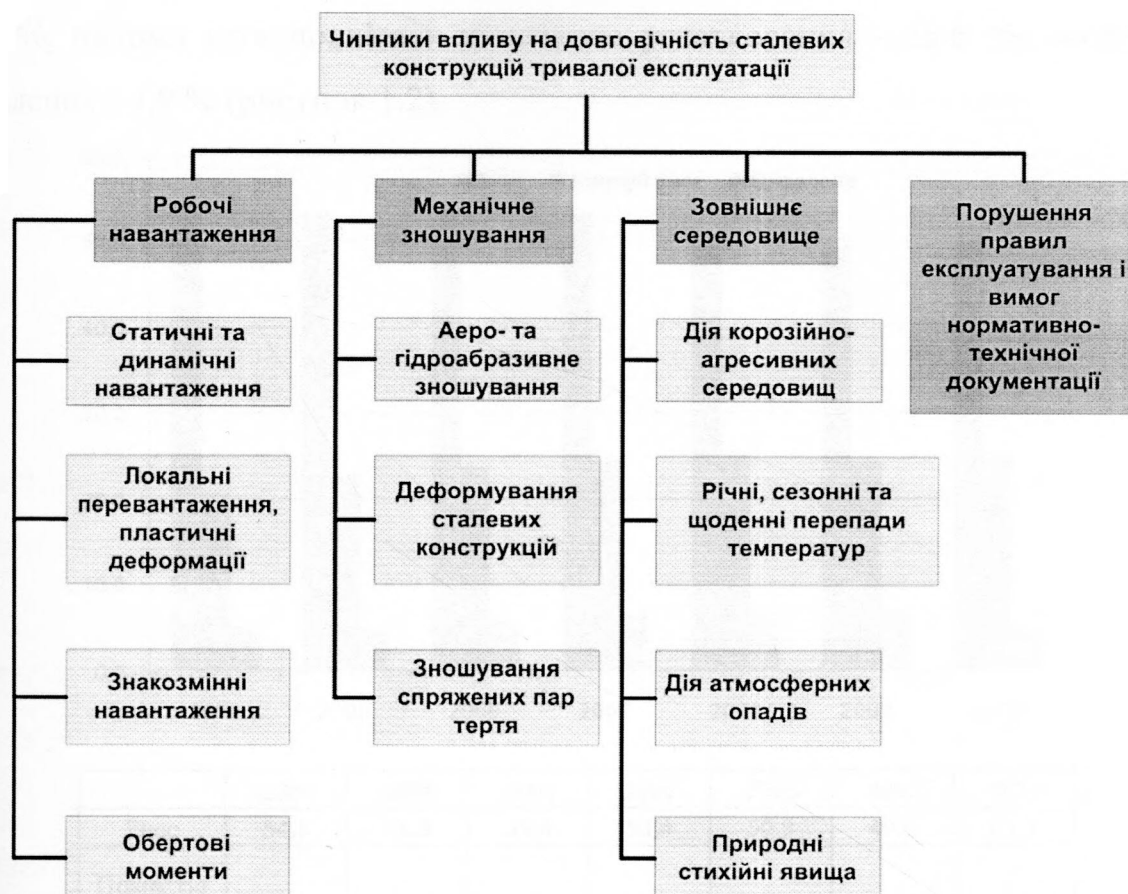 Чинники впливу на довговічність сталевих
конструкцій тривалої експлуатації
Робочі
навантаження
Механічне
зношування
Зовнішнє
середовище
Порушення
правил
експлуатування і
вимог
нормативно-
технічної
документації
Статичні та
динамічні
навантаження
Аеро- та
гідроабразивне
зношування
Дія корозійно-
агресивних
середовищ
Локальні
перевантаження,
пластичні
деформації
Деформування
сталевих
конструкцій
Річні, сезонні та
щоденні перепади
температур
Знакозмінні
навантаження
Зношування
спряжених пар
тертя
Дія атмосферних
опадів
Обертові
моменти
Природні
стихійні явища